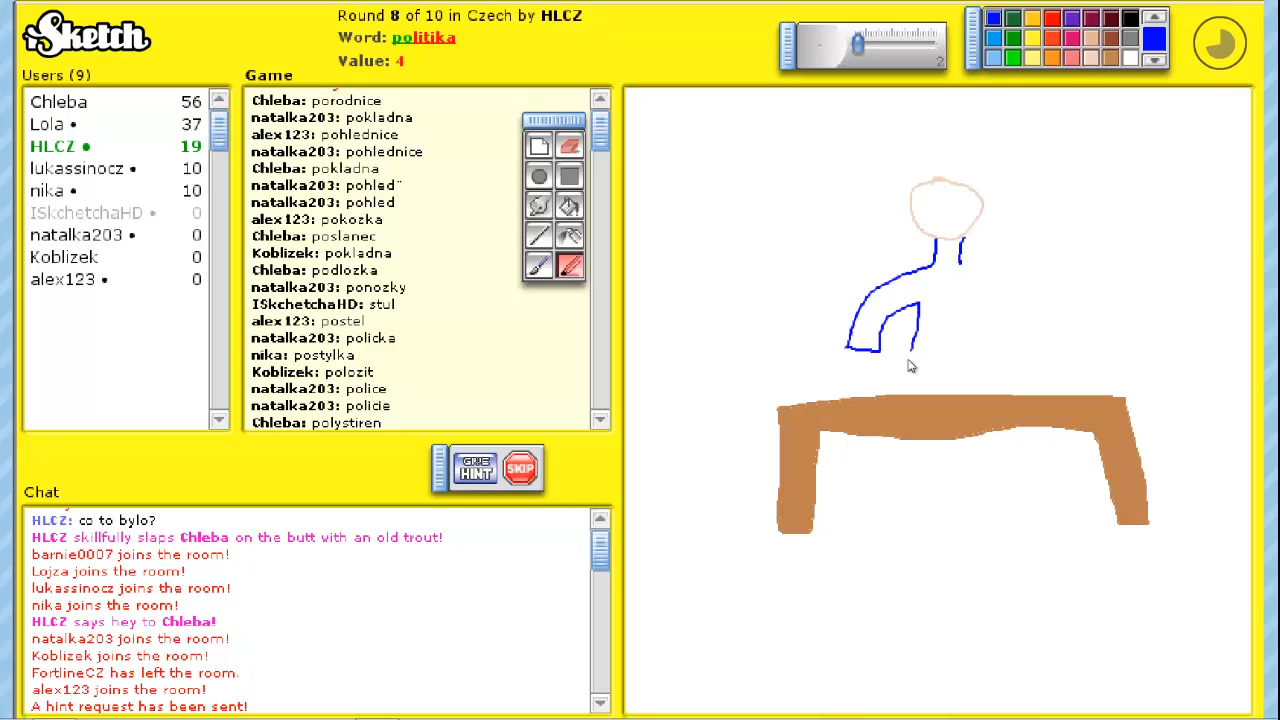 iSketch
Round 8 of 10 in Czech by HLCZ
Word: politika
Value: 4
2
Users (9)
Chleba 56
Lola • 37
HLCZ • 19
lukassinocz • 10
nika • 10
ISkchetchaHD • 0
natalka203 • 0
Koblizek 0
alex123 • 0
Game
Chleba: porodnice
natalka203: pokladna
alex123: pohlednice
natalka203: pohlednice
Chleba: pokladna
natalka203: pohled¨
natalka203: pohled
alex123: pokozka
Chleba: poslanec
Koblizek: pokladna
Chleba: podlozka
natalka203: ponozky
ISkchetchaHD: stul
alex123: postel
natalka203: policka
nika: postylka
Koblizek: polozit
natalka203: police
natalka203: policie
Chleba: polystiren
GIVE
HINT
SKIP
Chat
HLCZ: co to bylo?
HLCZ skillfully slaps Chleba on the butt with an old trout!
barnie0007 joins the room!
Lojza joins the room!
lukassinocz joins the room!
nika joins the room!
HLCZ says hey to Chleba!
natalka203 joins the room!
Koblizek joins the room!
FortlineCZ has left the room.
alex123 joins the room!
A hint request has been sent!